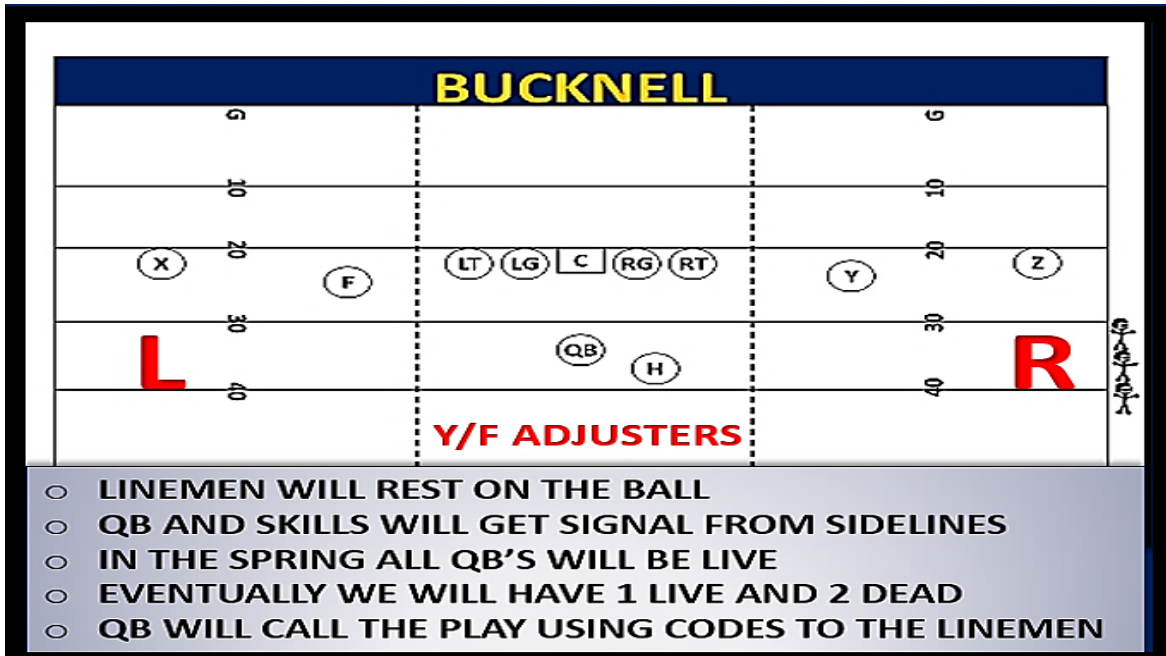 BUCKNELL
G G
10 10
20 20
X LT LG C RG RT Z
F Y
30 30
L QB R
H
40 40
Y/F ADJUSTERS
○ LINEMEN WILL REST ON THE BALL
○ QB AND SKILLS WILL GET SIGNAL FROM SIDELINES
○ IN THE SPRING ALL QB'S WILL BE LIVE
○ EVENTUALLY WE WILL HAVE 1 LIVE AND 2 DEAD
○ QB WILL CALL THE PLAY USING CODES TO THE LINEMEN